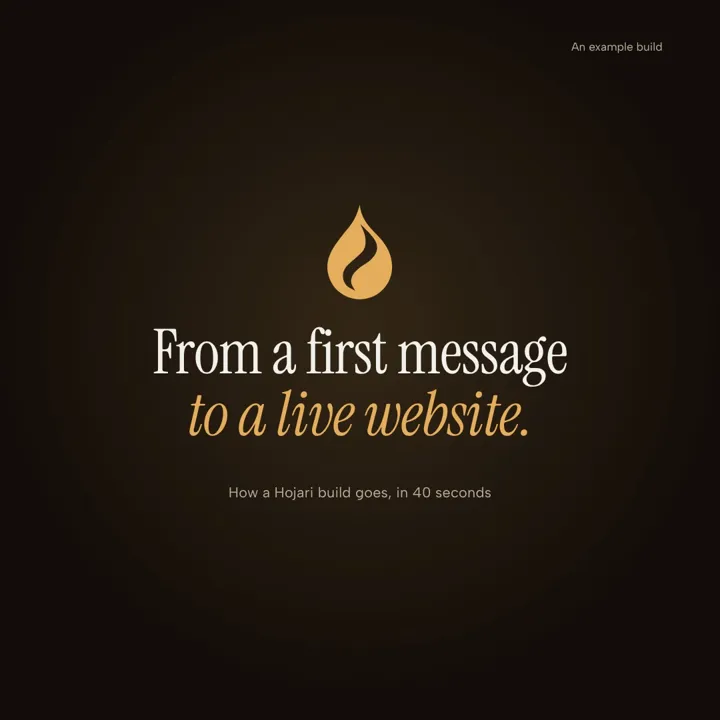 An example build
From a first message
to a live website.
How a Hojari build goes, in 40 seconds